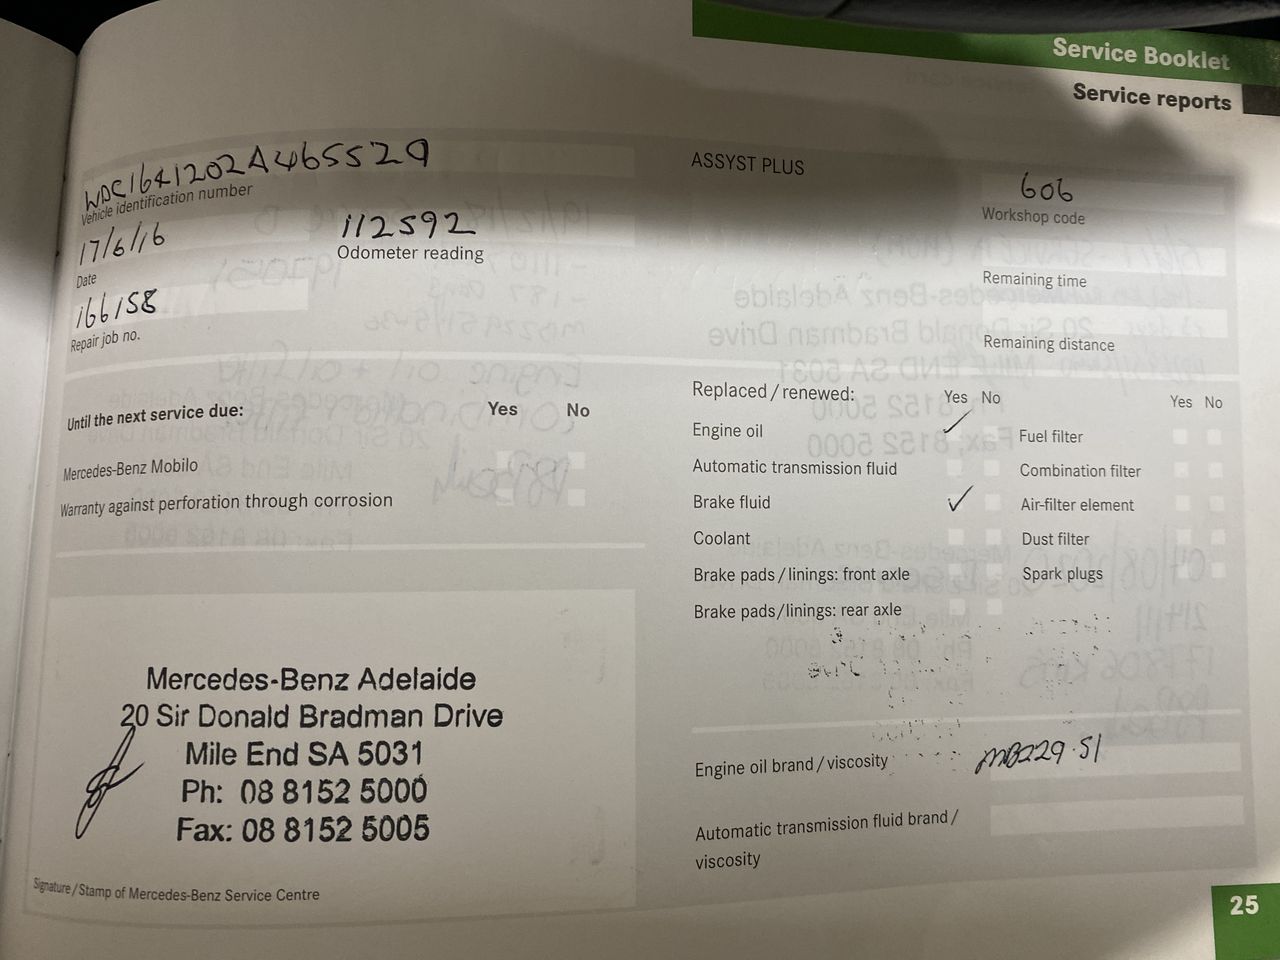 Service Booklet
Service reports
WDC1641202A465529
Vehicle identification number
17/6/16
Date
112592
Odometer reading
166158
Repair job no.
ASSYST PLUS
606
Workshop code
Remaining time
Remaining distance
Until the next service due: Yes No
Mercedes-Benz Mobilo
Warranty against perforation through corrosion
Replaced / renewed: Yes No Yes No
Engine oil ✓ Fuel filter
Automatic transmission fluid Combination filter
Brake fluid ✓ Air-filter element
Coolant Dust filter
Brake pads / linings: front axle Spark plugs
Brake pads/linings: rear axle
Engine oil brand / viscosity MB229.51
Automatic transmission fluid brand /
viscosity
Mercedes-Benz Adelaide
20 Sir Donald Bradman Drive
Mile End SA 5031
Ph: 08 8152 5000
Fax: 08 8152 5005
Signature / Stamp of Mercedes-Benz Service Centre
25